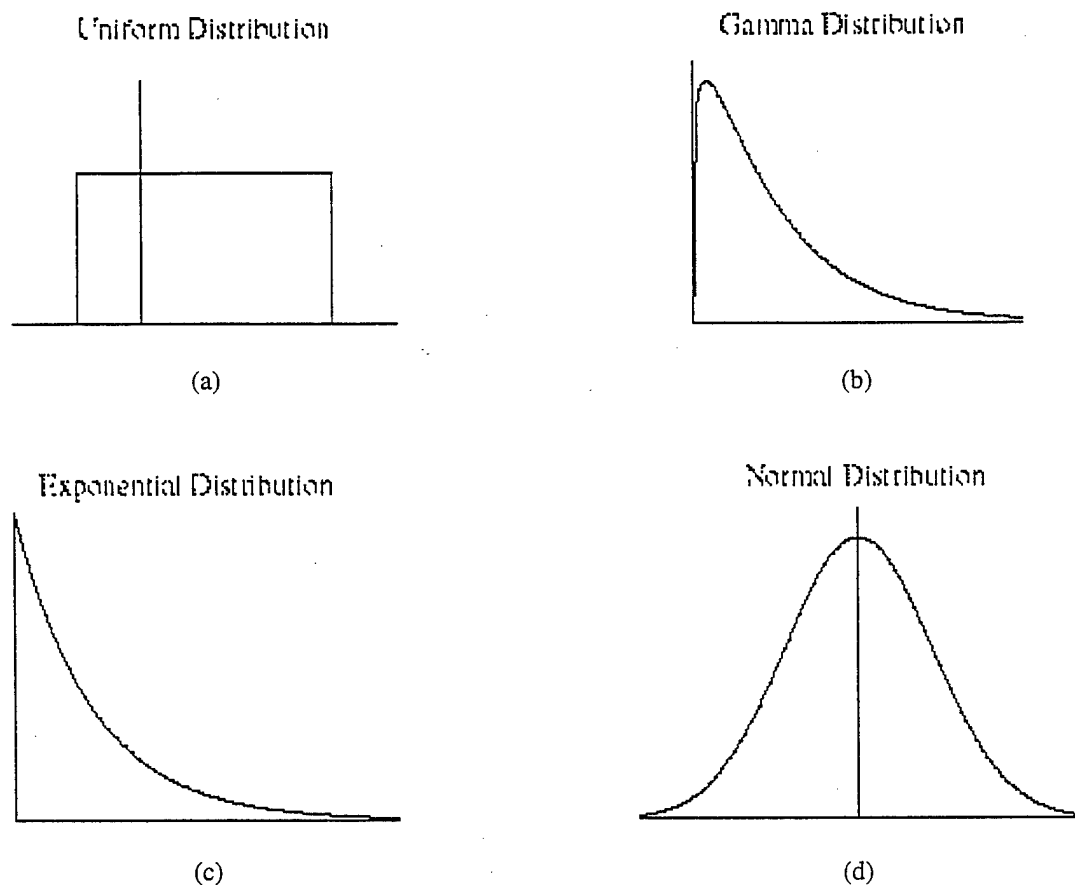 Uniform Distribution
Gamma Distribution
(a)
(b)
Exponential Distribution
Normal Distribution
(c)
(d)